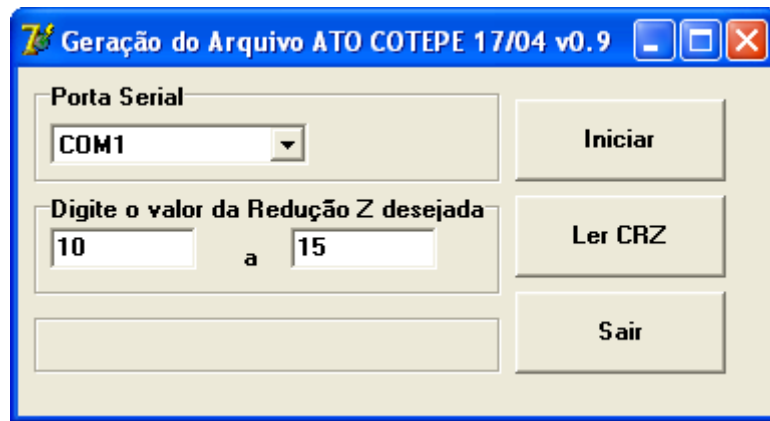 Geração do Arquivo ATO COTEPE 17/04 v0.9
Porta Serial
COM1
Iniciar
Digite o valor da Redução Z desejada
10 a 15
Ler CRZ
Sair